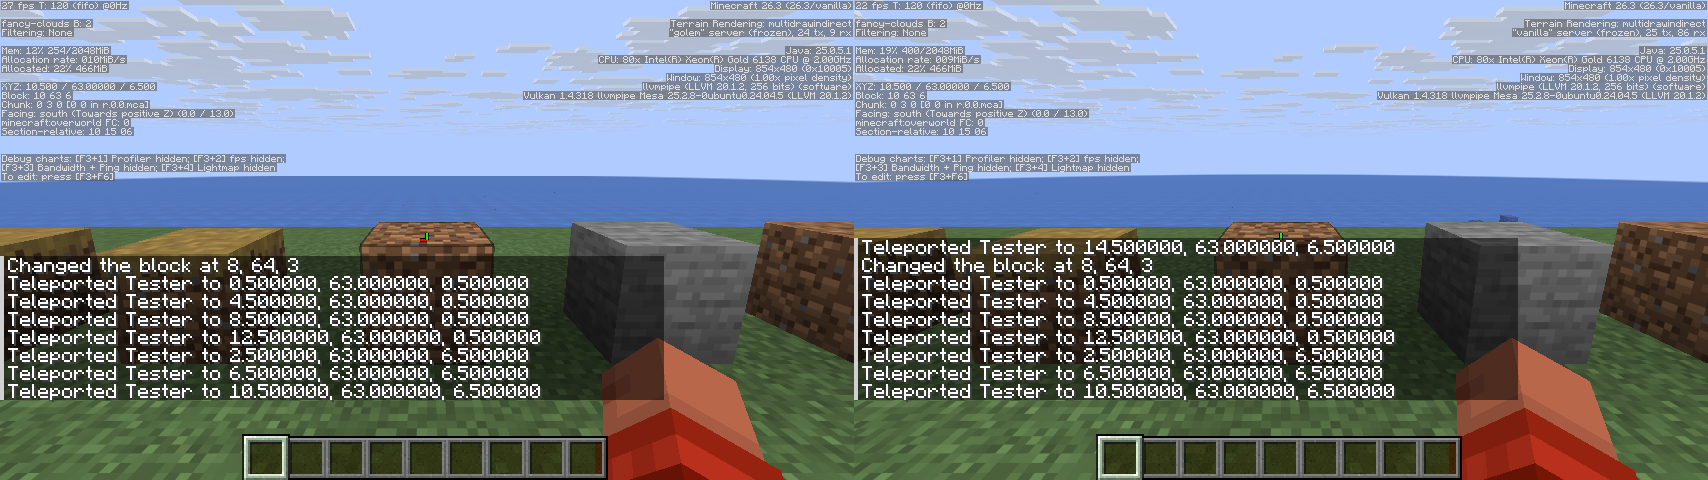 27 fps T: 120 (fifo) @0Hz
fancy-clouds B: 2
Filtering: None
Mem: 12% 254/2048MiB
Allocation rate: 010MiB/s
Allocated: 22% 466MiB
XYZ: 10.500 / 63.00000 / 6.500
Block: 10 63 6
Chunk: 0 3 0 [0 0 in r.0.0.mca]
Facing: south (Towards positive Z) (0.0 / 13.0)
minecraft:overworld FC: 0
Section-relative: 10 15 06
Debug charts: [F3+1] Profiler hidden; [F3+2] fps hidden;
[F3+3] Bandwidth + Ping hidden; [F3+4] Lightmap hidden
To edit: press [F3+F6]
Minecraft 26.3 (26.3/vanilla)
Terrain Rendering: multidrawindirect
"golem" server (frozen), 24 tx, 9 rx
Java: 25.0.5.1
CPU: 80x Intel(R) Xeon(R) Gold 6138 CPU @ 2.00GHz
Display: 854x480 (0x10005)
Window: 854x480 (1.00x pixel density)
llvmpipe (LLVM 20.1.2, 256 bits) (software)
Vulkan 1.4.318 llvmpipe Mesa 25.2.8-0ubuntu0.24.04.5 (LLVM 20.1.2)
Changed the block at 8, 64, 3
Teleported Tester to 0.500000, 63.000000, 0.500000
Teleported Tester to 4.500000, 63.000000, 0.500000
Teleported Tester to 8.500000, 63.000000, 0.500000
Teleported Tester to 12.500000, 63.000000, 0.500000
Teleported Tester to 2.500000, 63.000000, 6.500000
Teleported Tester to 6.500000, 63.000000, 6.500000
Teleported Tester to 10.500000, 63.000000, 6.500000
22 fps T: 120 (fifo) @0Hz
fancy-clouds B: 2
Filtering: None
Mem: 19% 400/2048MiB
Allocation rate: 009MiB/s
Allocated: 22% 466MiB
XYZ: 10.500 / 63.00000 / 6.500
Block: 10 63 6
Chunk: 0 3 0 [0 0 in r.0.0.mca]
Facing: south (Towards positive Z) (0.0 / 13.0)
minecraft:overworld FC: 0
Section-relative: 10 15 06
Debug charts: [F3+1] Profiler hidden; [F3+2] fps hidden;
[F3+3] Bandwidth + Ping hidden; [F3+4] Lightmap hidden
To edit: press [F3+F6]
Minecraft 26.3 (26.3/vanilla)
Terrain Rendering: multidrawindirect
"vanilla" server (frozen), 25 tx, 86 rx
Java: 25.0.5.1
CPU: 80x Intel(R) Xeon(R) Gold 6138 CPU @ 2.00GHz
Display: 854x480 (0x10005)
Window: 854x480 (1.00x pixel density)
llvmpipe (LLVM 20.1.2, 256 bits) (software)
Vulkan 1.4.318 llvmpipe Mesa 25.2.8-0ubuntu0.24.04.5 (LLVM 20.1.2)
Teleported Tester to 14.500000, 63.000000, 6.500000
Changed the block at 8, 64, 3
Teleported Tester to 0.500000, 63.000000, 0.500000
Teleported Tester to 4.500000, 63.000000, 0.500000
Teleported Tester to 8.500000, 63.000000, 0.500000
Teleported Tester to 12.500000, 63.000000, 0.500000
Teleported Tester to 2.500000, 63.000000, 6.500000
Teleported Tester to 6.500000, 63.000000, 6.500000
Teleported Tester to 10.500000, 63.000000, 6.500000